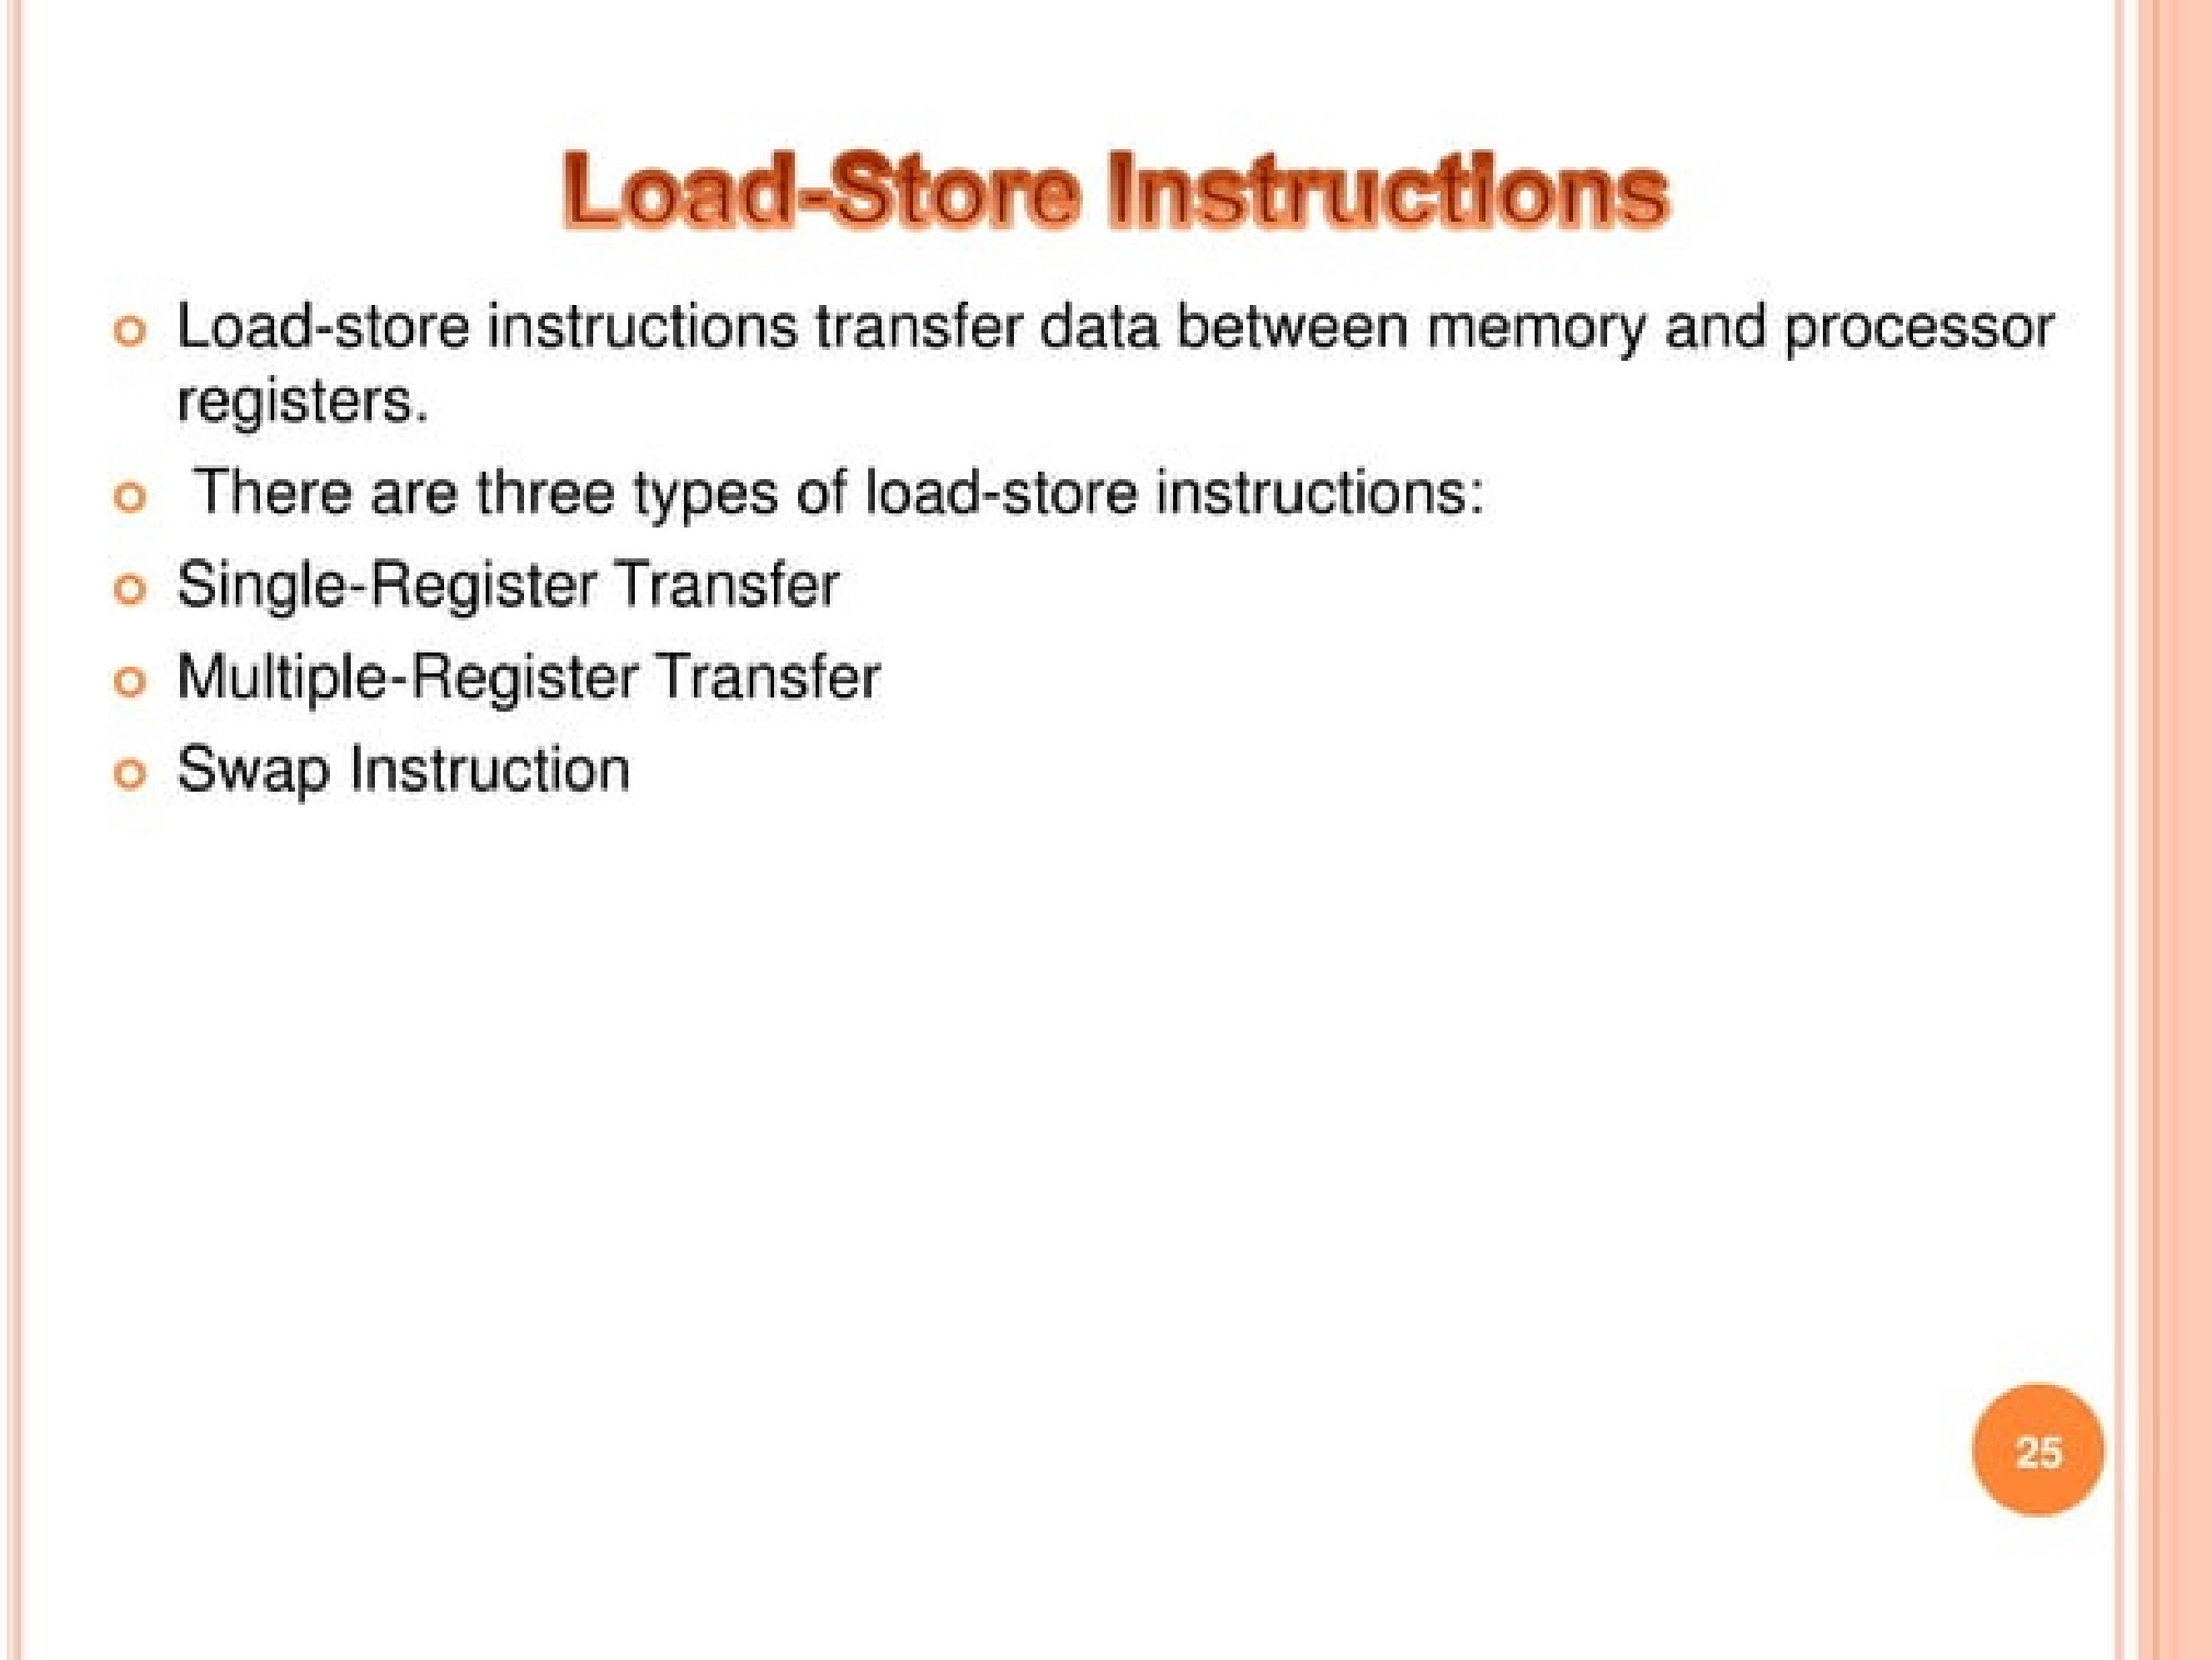 Load-Store Instructions
Load-store instructions transfer data between memory and processor
registers.
There are three types of load-store instructions:
Single-Register Transfer
Multiple-Register Transfer
Swap Instruction
25